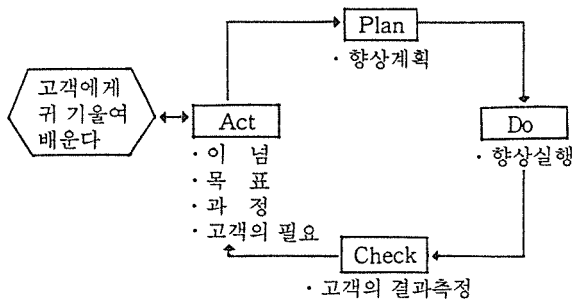 Plan
· 향상계획
고객에게
귀 기울여
배운다
Act
· 이 념
· 목 표
· 과 정
· 고객의 필요
Do
· 향상실행
Check
· 고객의 결과측정